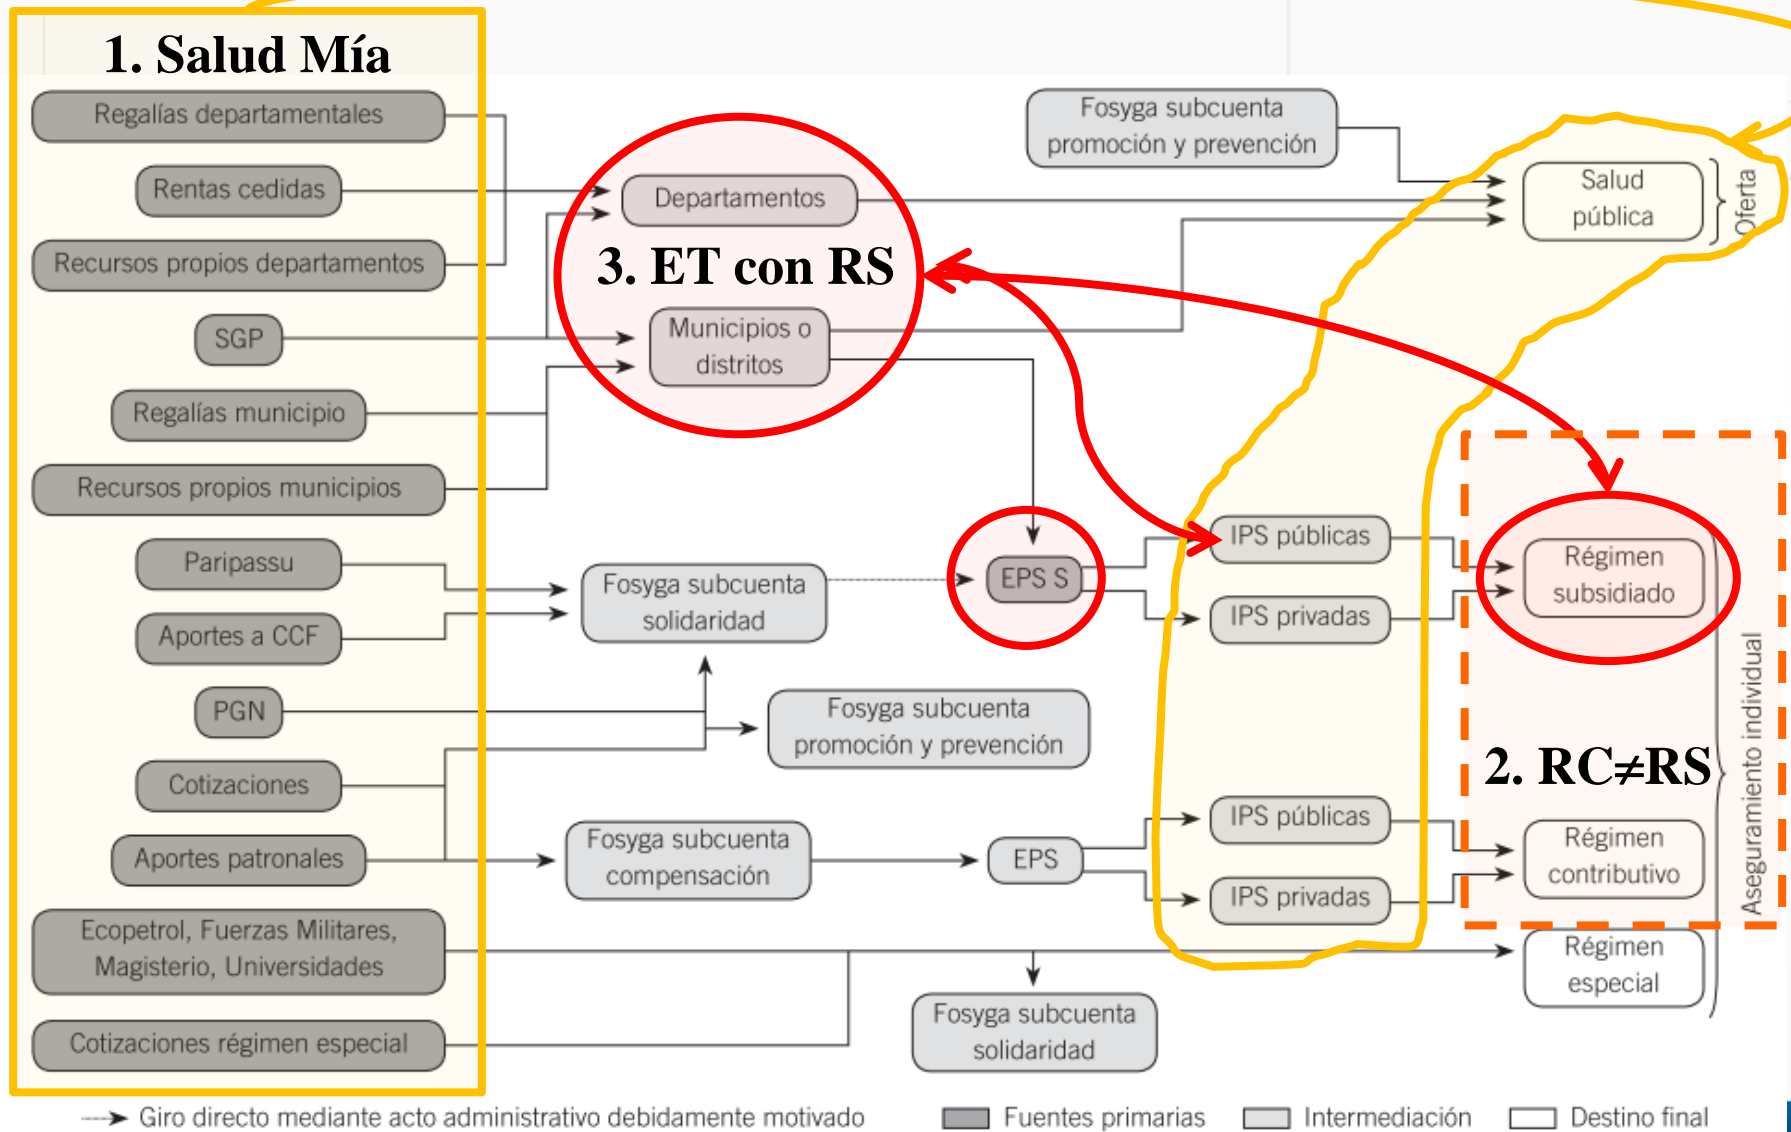 1. Salud Mía
Regalías departamentales
Rentas cedidas
Recursos propios departamentos
SGP
Regalías municipio
Recursos propios municipios
Paripassu
Aportes a CCF
PGN
Cotizaciones
Aportes patronales
Ecopetrol, Fuerzas Militares,
Magisterio, Universidades
Cotizaciones régimen especial
Departamentos
3. ET con RS
Municipios o
distritos
Fosyga subcuenta
solidaridad
Fosyga subcuenta
promoción y prevención
Fosyga subcuenta
compensación
Fosyga subcuenta
solidaridad
EPS S
EPS
Fosyga subcuenta
promoción y prevención
IPS públicas
IPS privadas
IPS públicas
IPS privadas
Salud
pública
Oferta
Régimen
subsidiado
2. RC≠RS
Régimen
contributivo
Régimen
especial
Aseguramiento individual
Giro directo mediante acto administrativo debidamente motivado
Fuentes primarias
Intermediación
Destino final